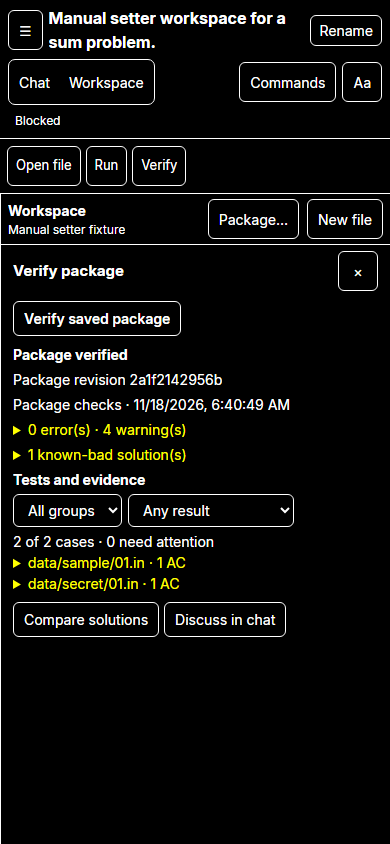 ☰
Manual setter workspace for a
sum problem.
Rename
Chat Workspace
Commands Aa
Blocked
Open file Run Verify
Workspace
Manual setter fixture
Package... New file
Verify package
×
Verify saved package
Package verified
Package revision 2a1f2142956b
Package checks · 11/18/2026, 6:40:49 AM
▶ 0 error(s) · 4 warning(s)
▶ 1 known-bad solution(s)
Tests and evidence
All groups Any result
2 of 2 cases · 0 need attention
▶ data/sample/01.in · 1 AC
▶ data/secret/01.in · 1 AC
Compare solutions Discuss in chat